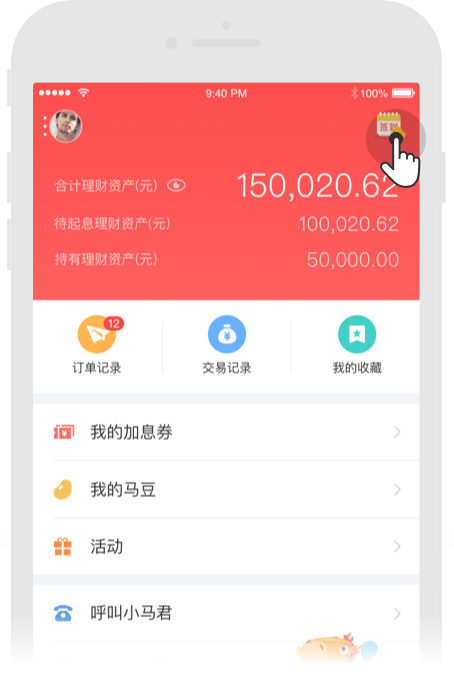 9:40 PM
100%
签到
合计理财资产(元)
150,020.62
待起息理财资产(元)
100,020.62
持有理财资产(元)
50,000.00
12
订单记录
交易记录
我的收藏
我的加息券
我的马豆
活动
呼叫小马君